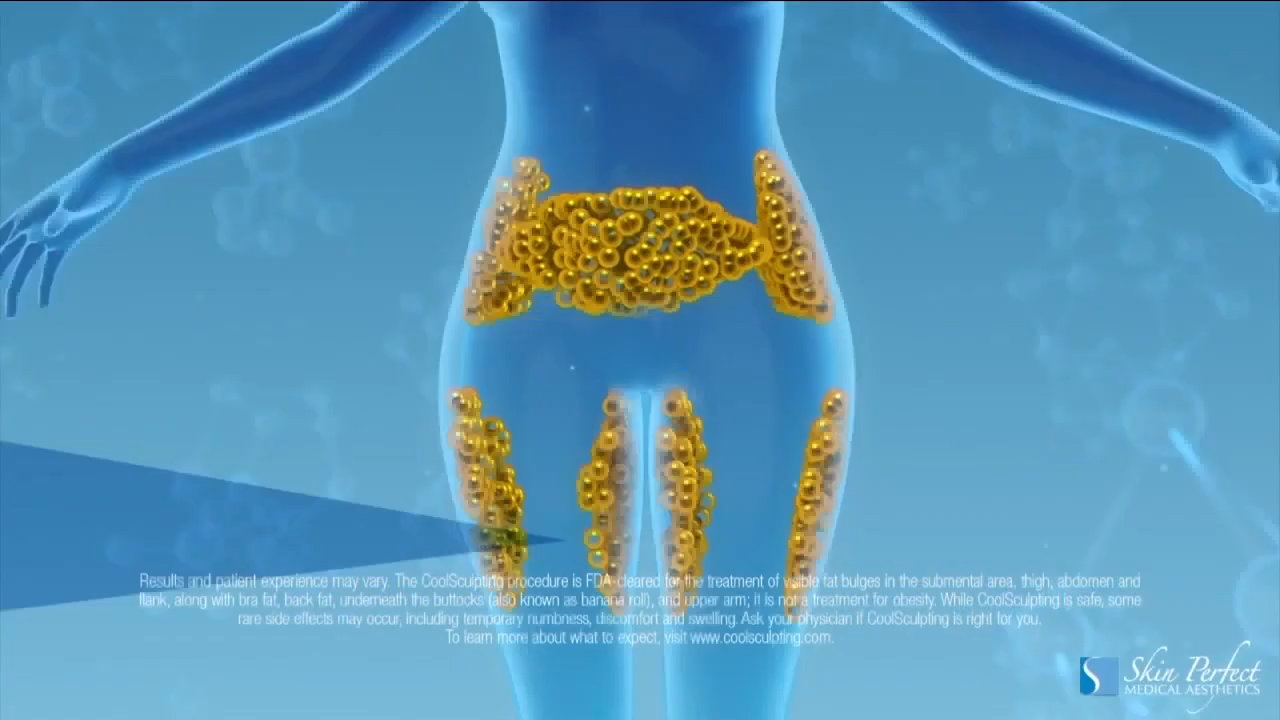 Results and patient experience may vary. The CoolSculpting procedure is FDA-cleared for the treatment of visible fat bulges in the submental area, thigh, abdomen and
flank, along with bra fat, back fat, underneath the buttocks (also known as banana roll), and upper arm; it is not a treatment for obesity. While CoolSculpting is safe, some
rare side effects may occur, including temporary numbness, discomfort and swelling. Ask your physician if CoolSculpting is right for you.
To learn more about what to expect, visit www.coolsculpting.com.
Skin Perfect
MEDICAL AESTHETICS